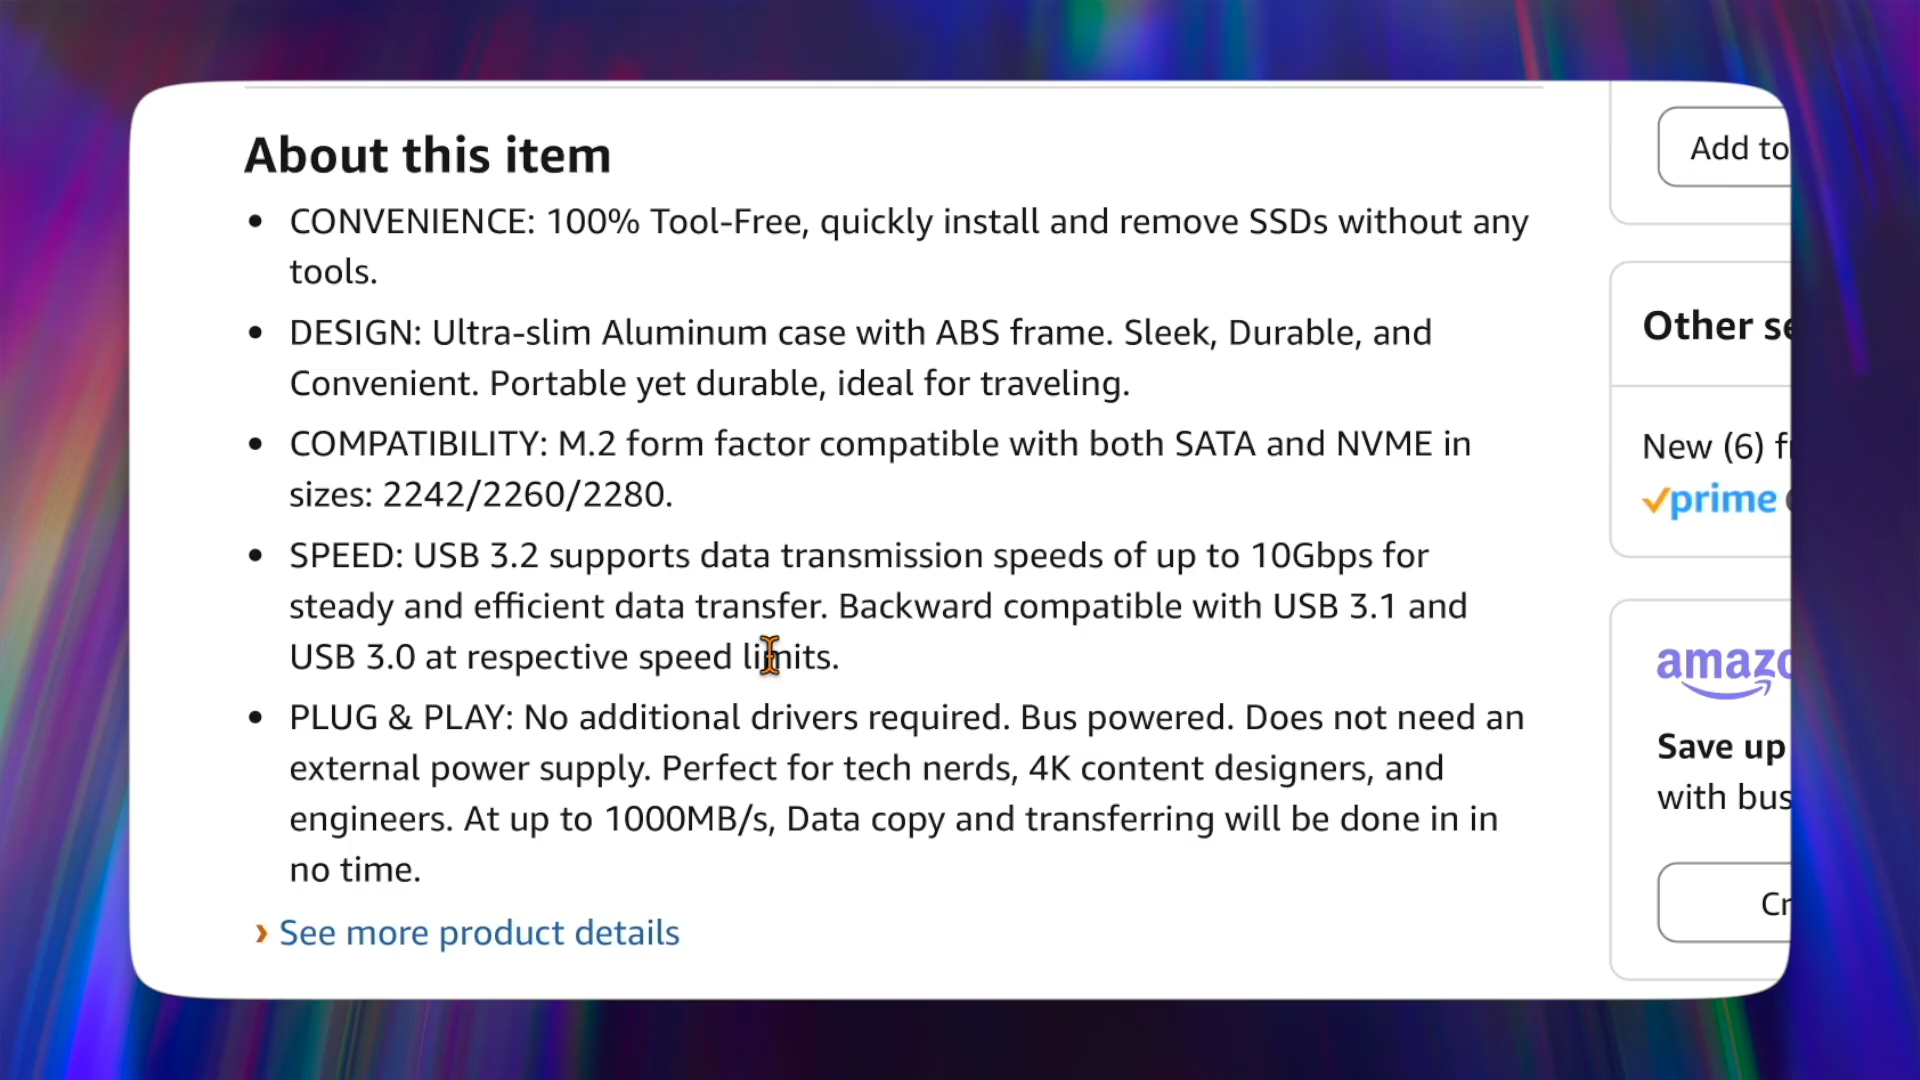 About this item
• CONVENIENCE: 100% Tool-Free, quickly install and remove SSDs without any
tools.
• DESIGN: Ultra-slim Aluminum case with ABS frame. Sleek, Durable, and
Convenient. Portable yet durable, ideal for traveling.
• COMPATIBILITY: M.2 form factor compatible with both SATA and NVME in
sizes: 2242/2260/2280.
• SPEED: USB 3.2 supports data transmission speeds of up to 10Gbps for
steady and efficient data transfer. Backward compatible with USB 3.1 and
USB 3.0 at respective speed limits.
• PLUG & PLAY: No additional drivers required. Bus powered. Does not need an
external power supply. Perfect for tech nerds, 4K content designers, and
engineers. At up to 1000MB/s, Data copy and transferring will be done in in
no time.
› See more product details
Add to
Other se
New (6) f
prime
amazo
Save up
with bus
Cr